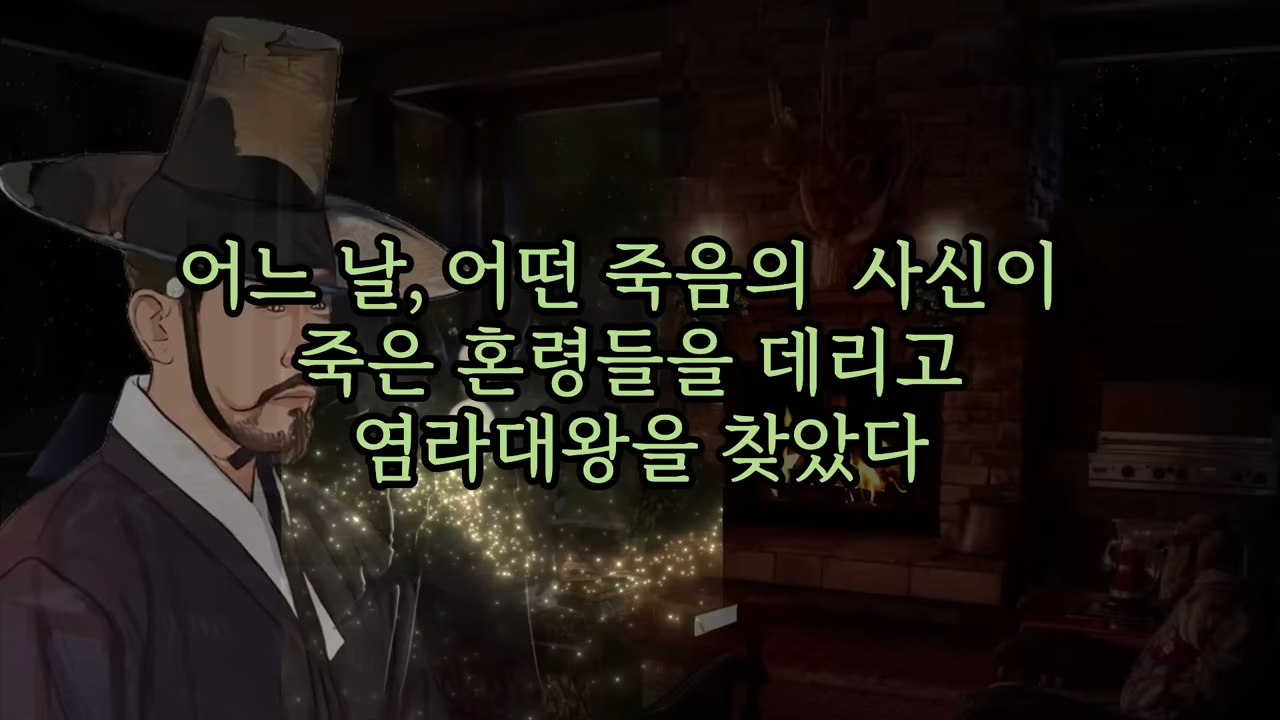 어느 날, 어떤 죽음의  사신이
죽은 혼령들을 데리고
염라대왕을 찾았다